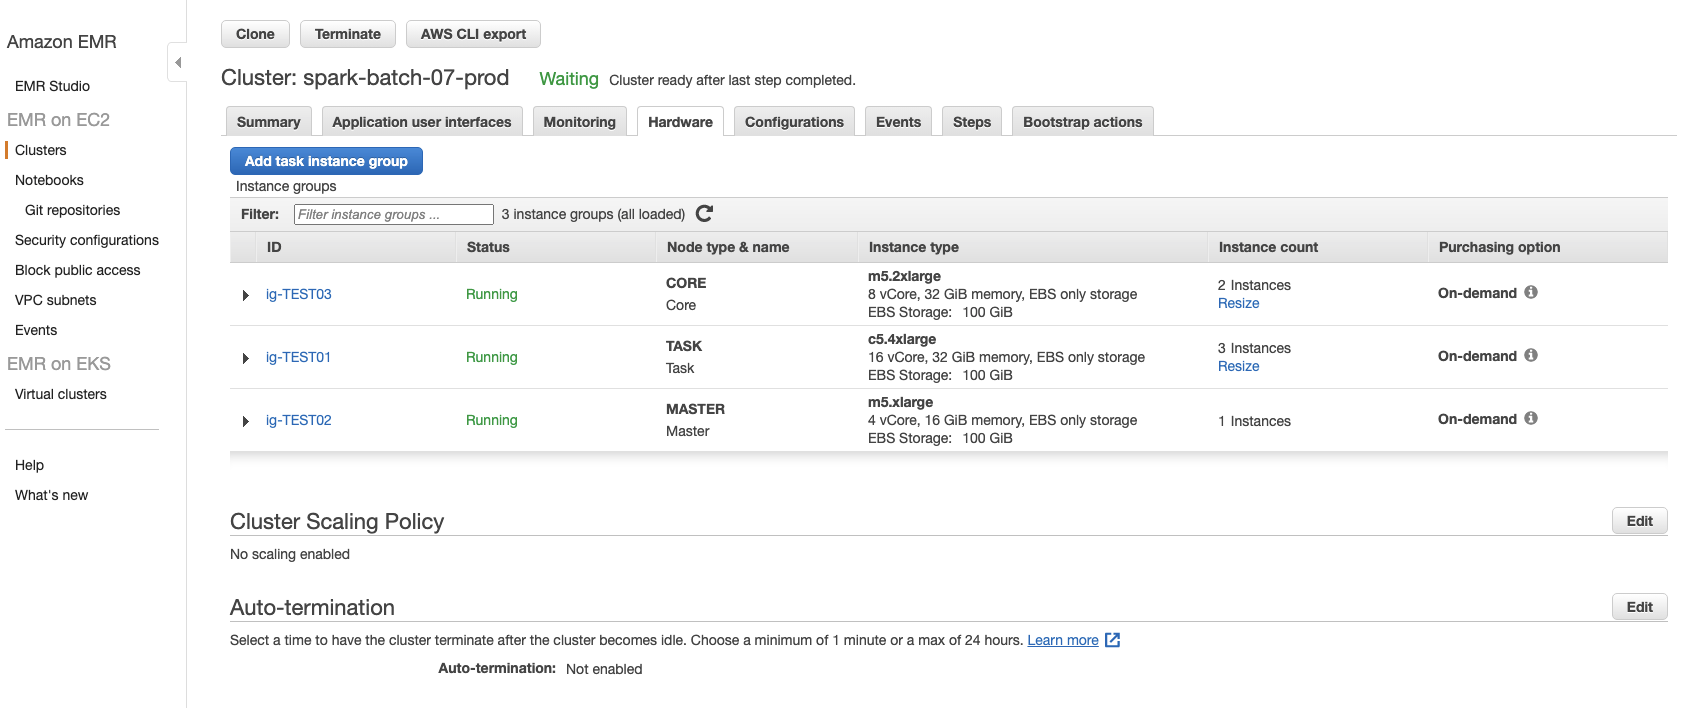 Amazon EMR
EMR Studio
EMR on EC2
Clusters
Notebooks
Git repositories
Security configurations
Block public access
VPC subnets
Events
EMR on EKS
Virtual clusters
Help
What's new
Clone Terminate AWS CLI export
Cluster: spark-batch-07-prod Waiting Cluster ready after last step completed.
Summary Application user interfaces Monitoring Hardware Configurations Events Steps Bootstrap actions
Add task instance group
Instance groups
Filter: Filter instance groups ... 3 instance groups (all loaded)
ID Status Node type & name Instance type Instance count Purchasing option
ig-TEST03 Running CORE Core m5.2xlarge 2 Instances On-demand
8 vCore, 32 GiB memory, EBS only storage Resize
EBS Storage: 100 GiB
ig-TEST01 Running TASK Task c5.4xlarge 3 Instances On-demand
16 vCore, 32 GiB memory, EBS only storage Resize
EBS Storage: 100 GiB
ig-TEST02 Running MASTER Master m5.xlarge 1 Instances On-demand
4 vCore, 16 GiB memory, EBS only storage
EBS Storage: 100 GiB
Cluster Scaling Policy Edit
No scaling enabled
Auto-termination Edit
Select a time to have the cluster terminate after the cluster becomes idle. Choose a minimum of 1 minute or a max of 24 hours. Learn more
Auto-termination: Not enabled